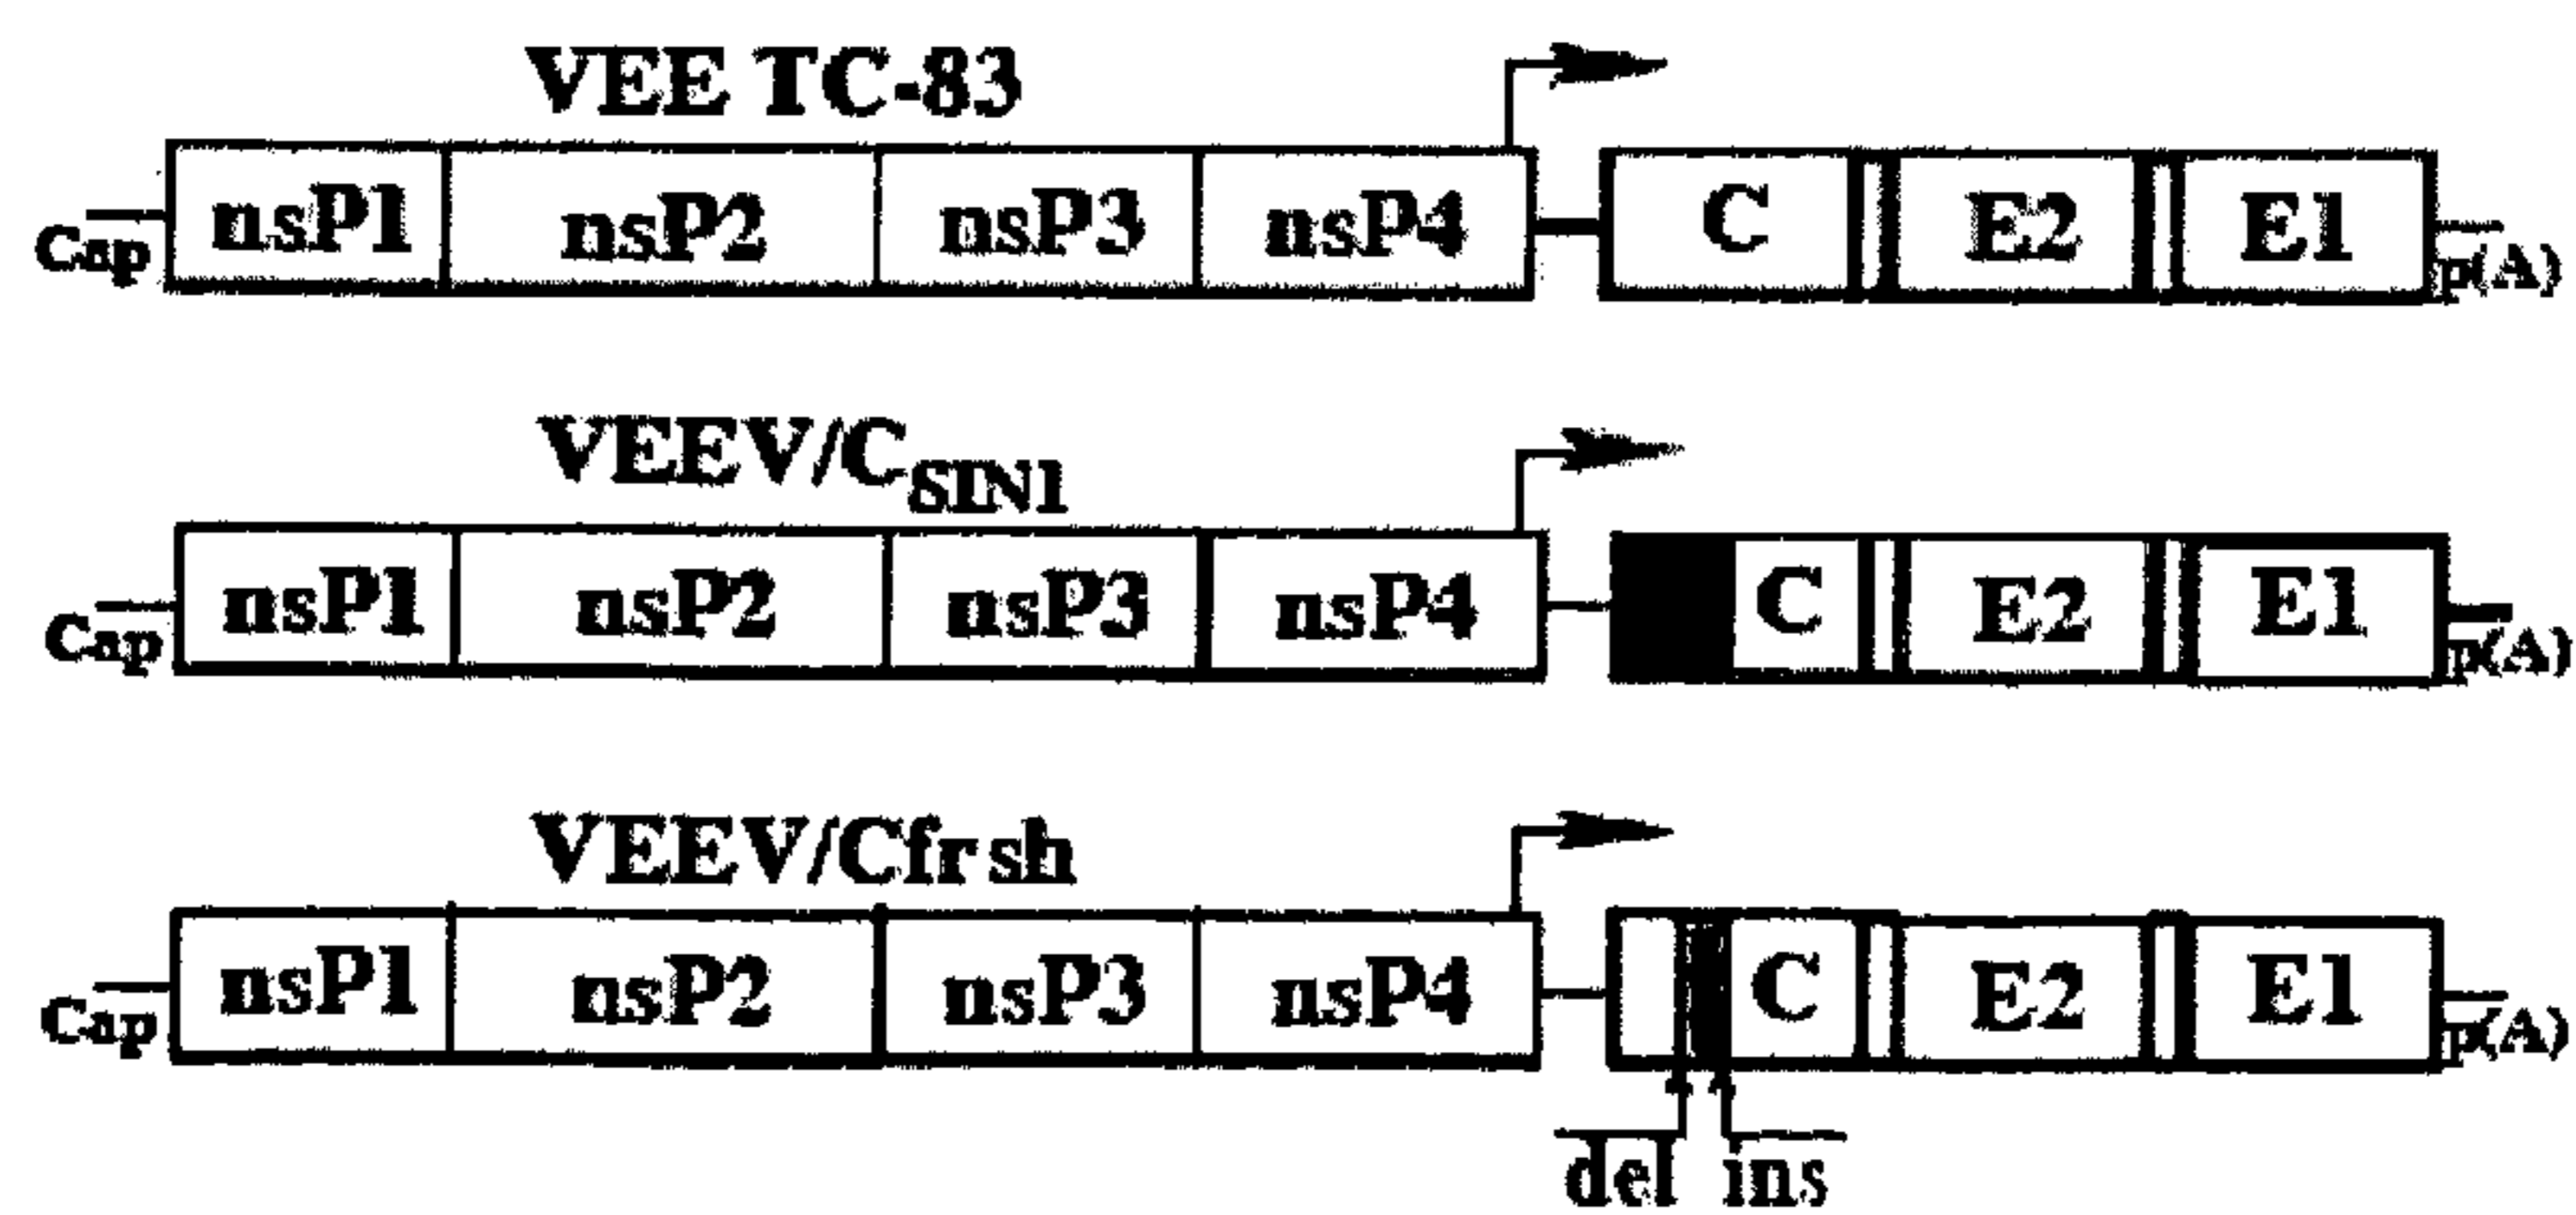 VEE TC-83
Cap nsP1 nsP2 nsP3 nsP4 C E2 E1 p(A)
VEEV/CSIN1
Cap nsP1 nsP2 nsP3 nsP4 C E2 E1 p(A)
VEEV/Cfrsh
Cap nsP1 nsP2 nsP3 nsP4 C E2 E1 p(A)
del ins